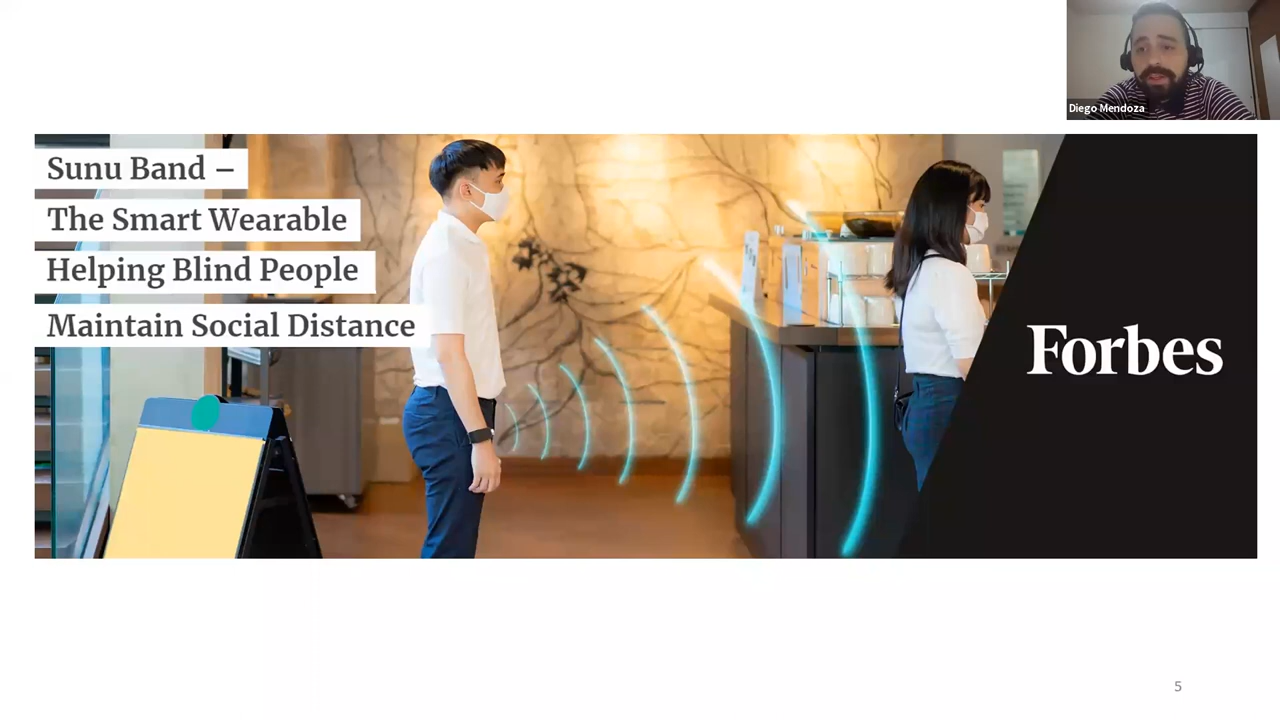 Diego Mendoza
Sunu Band –
The Smart Wearable
Helping Blind People
Maintain Social Distance
Forbes
5